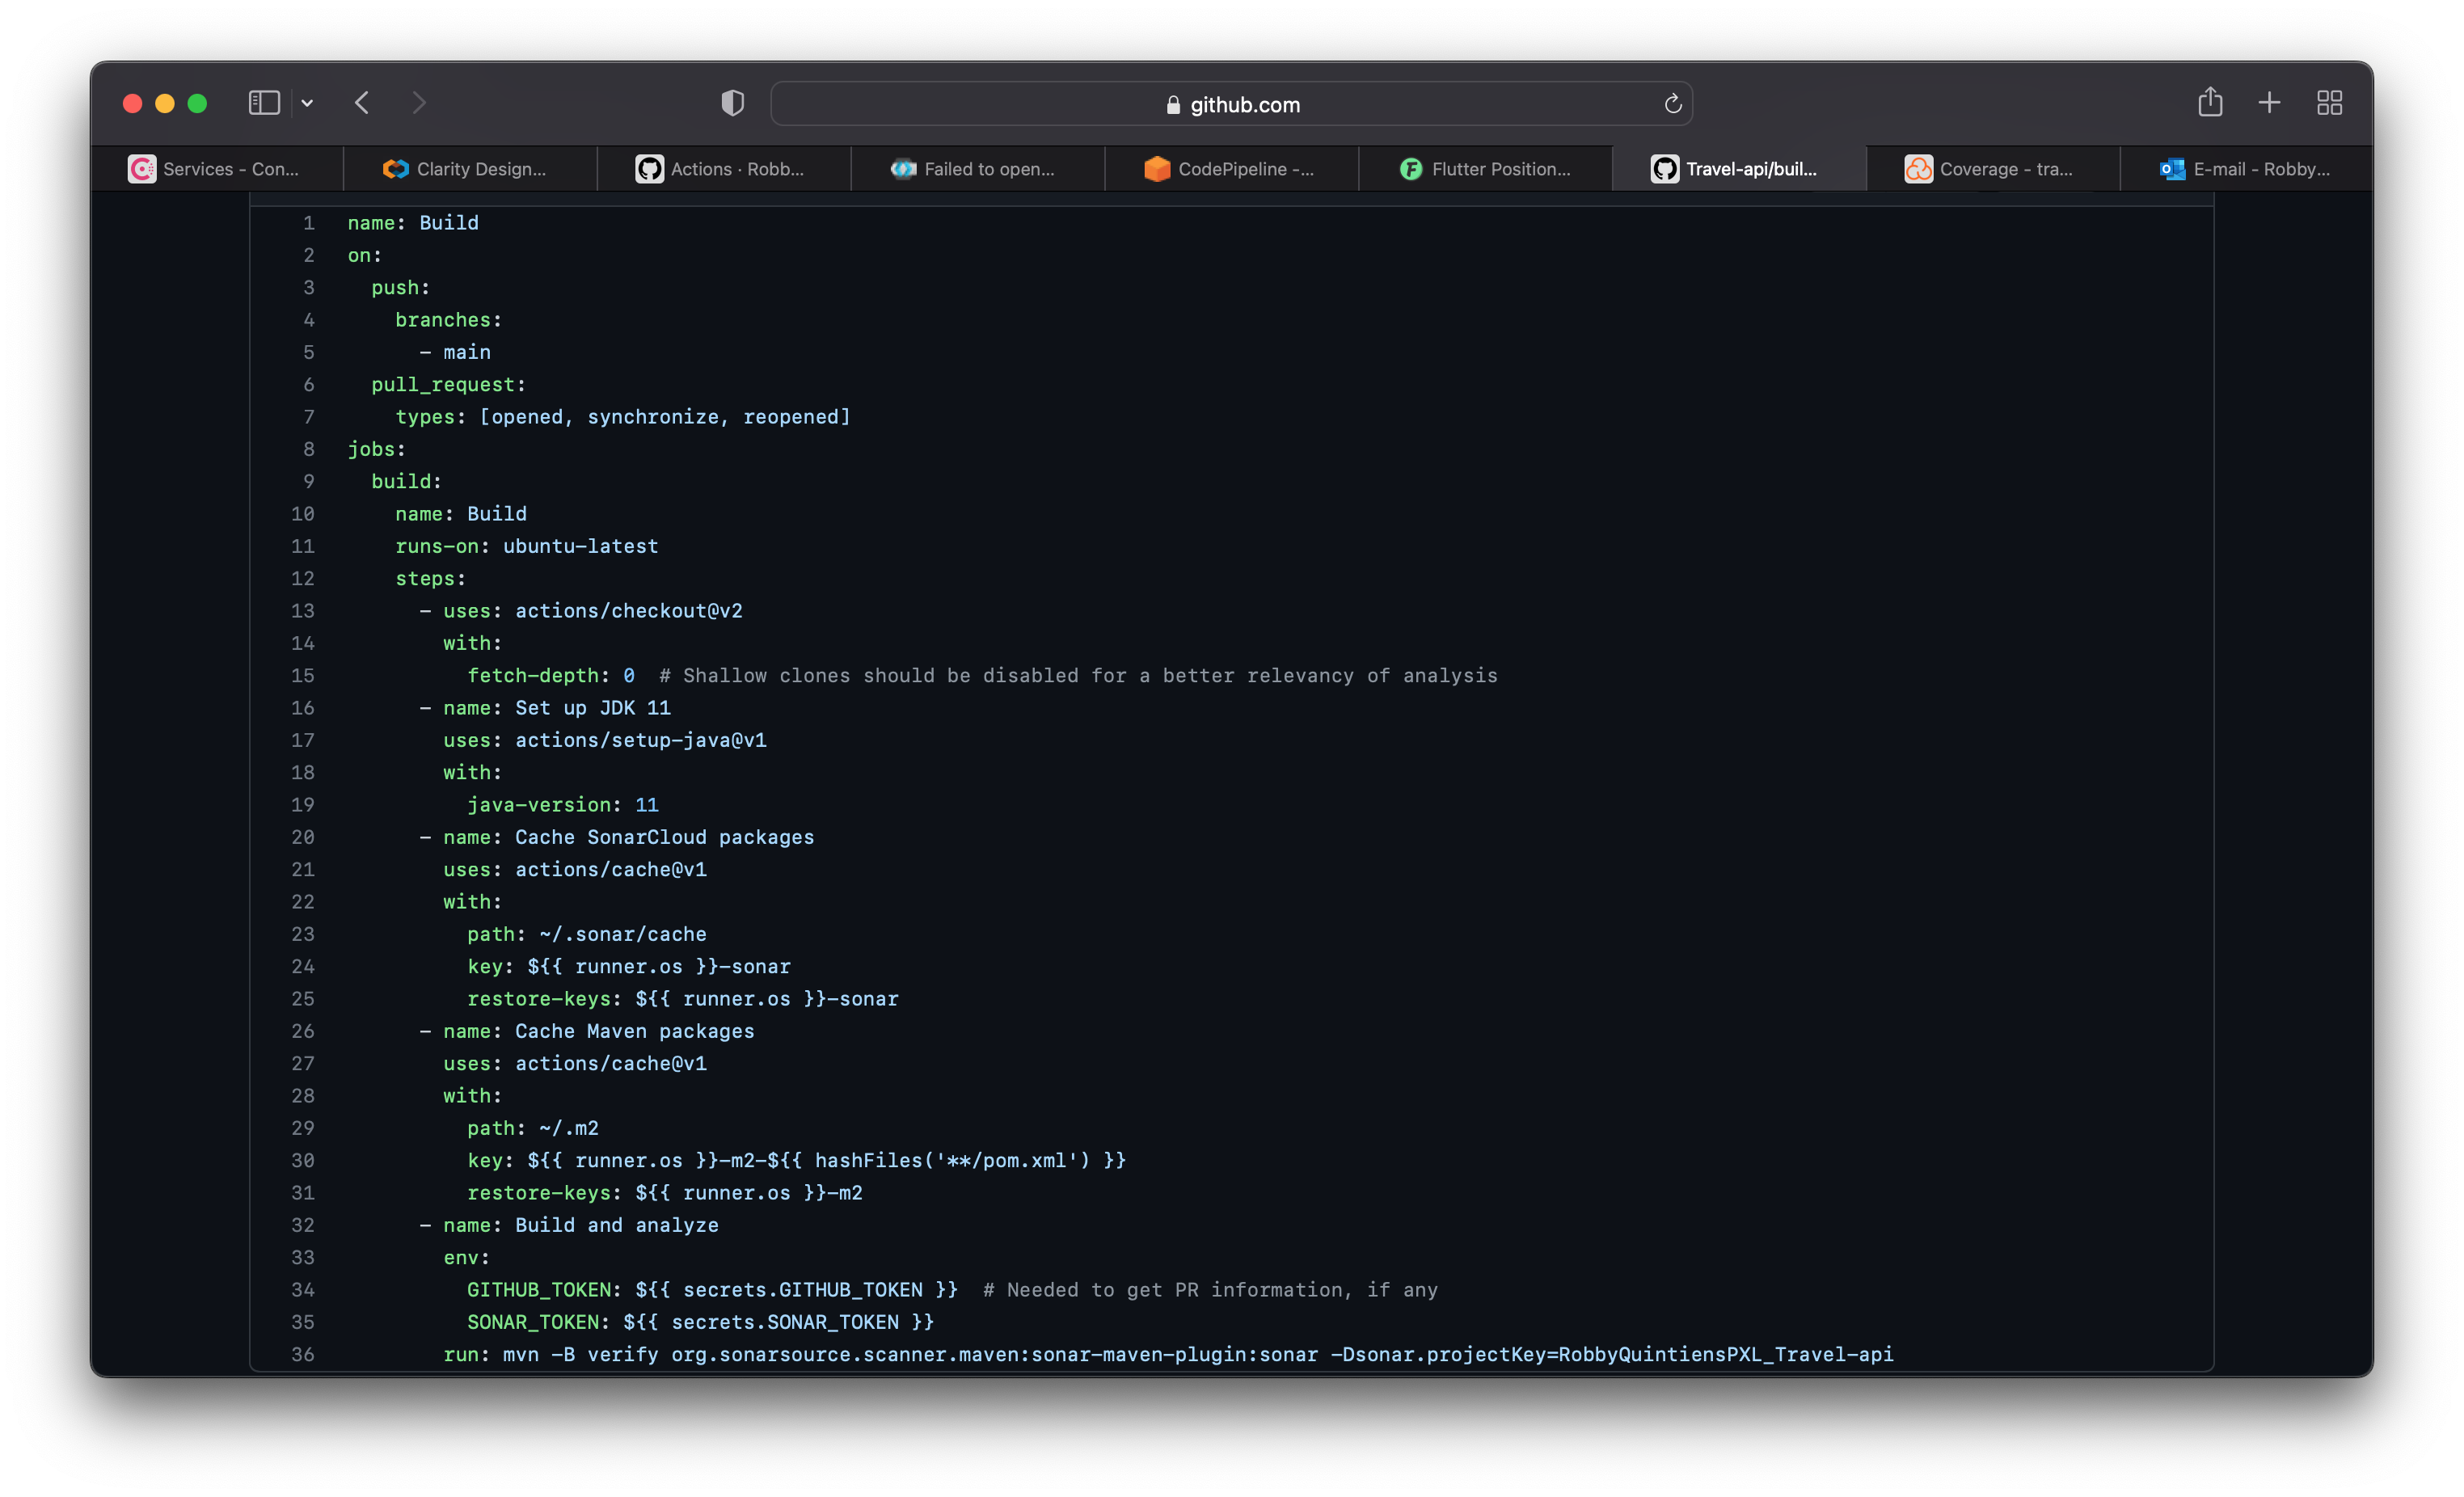 github.com
Services - Con...
Clarity Design...
Actions · Robb...
Failed to open...
CodePipeline -...
Flutter Position...
Travel-api/buil...
Coverage - tra...
E-mail - Robby...
1 name: Build
2 on:
3   push:
4     branches:
5       - main
6   pull_request:
7     types: [opened, synchronize, reopened]
8 jobs:
9   build:
10     name: Build
11     runs-on: ubuntu-latest
12     steps:
13       - uses: actions/checkout@v2
14         with:
15           fetch-depth: 0  # Shallow clones should be disabled for a better relevancy of analysis
16       - name: Set up JDK 11
17         uses: actions/setup-java@v1
18         with:
19           java-version: 11
20       - name: Cache SonarCloud packages
21         uses: actions/cache@v1
22         with:
23           path: ~/.sonar/cache
24           key: ${{ runner.os }}-sonar
25           restore-keys: ${{ runner.os }}-sonar
26       - name: Cache Maven packages
27         uses: actions/cache@v1
28         with:
29           path: ~/.m2
30           key: ${{ runner.os }}-m2-${{ hashFiles('**/pom.xml') }}
31           restore-keys: ${{ runner.os }}-m2
32       - name: Build and analyze
33         env:
34           GITHUB_TOKEN: ${{ secrets.GITHUB_TOKEN }}  # Needed to get PR information, if any
35           SONAR_TOKEN: ${{ secrets.SONAR_TOKEN }}
36         run: mvn -B verify org.sonarsource.scanner.maven:sonar-maven-plugin:sonar -Dsonar.projectKey=RobbyQuintiensPXL_Travel-api